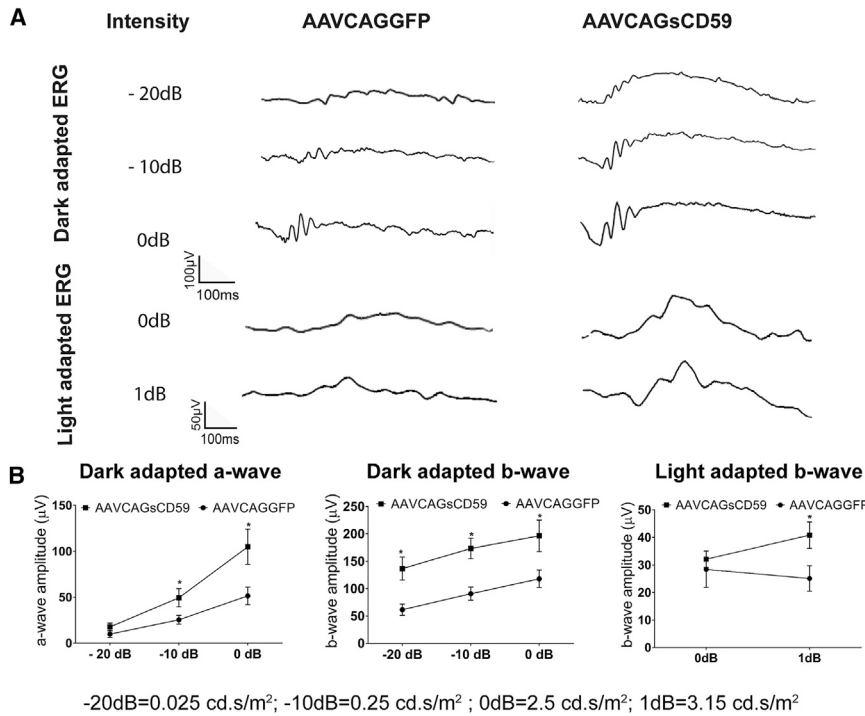 A
Intensity AAVCAGGFP AAVCAGsCD59
Dark adapted ERG
- 20dB
- 10dB
0dB
100µV
100ms
Light adapted ERG
0dB
1dB
50µV
100ms
B
Dark adapted a-wave
a-wave amplitude (µV)
AAVCAGsCD59 AAVCAGGFP
150
100
50
0
*
*
- 20 dB -10 dB 0 dB
Dark adapted b-wave
b-wave amplitude (µV)
AAVCAGsCD59 AAVCAGGFP
250
200
150
100
50
0
*
*
*
-20 dB -10 dB 0 dB
Light adapted b-wave
b-wave amplitude (µV)
AAVCAGsCD59 AAVCAGGFP
50
40
30
20
10
0
*
0dB 1dB
-20dB=0.025 cd.s/m²; -10dB=0.25 cd.s/m² ; 0dB=2.5 cd.s/m²; 1dB=3.15 cd.s/m²